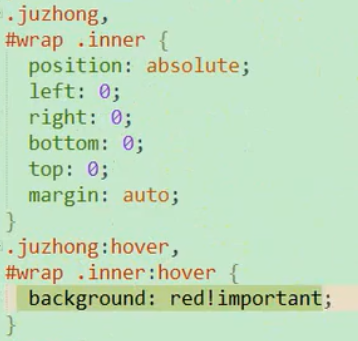 .juzhong,
#wrap .inner {
  position: absolute;
  left: 0;
  right: 0;
  bottom: 0;
  top: 0;
  margin: auto;
}
.juzhong:hover,
#wrap .inner:hover {
  background: red!important;
}